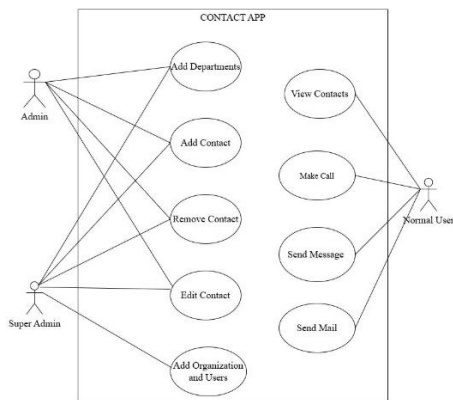 CONTACT APP
Add Departments
View Contacts
Admin
Add Contact
Make Call
Remove Contact
Normal User
Send Message
Edit Contact
Super Admin
Send Mail
Add Organization
and Users